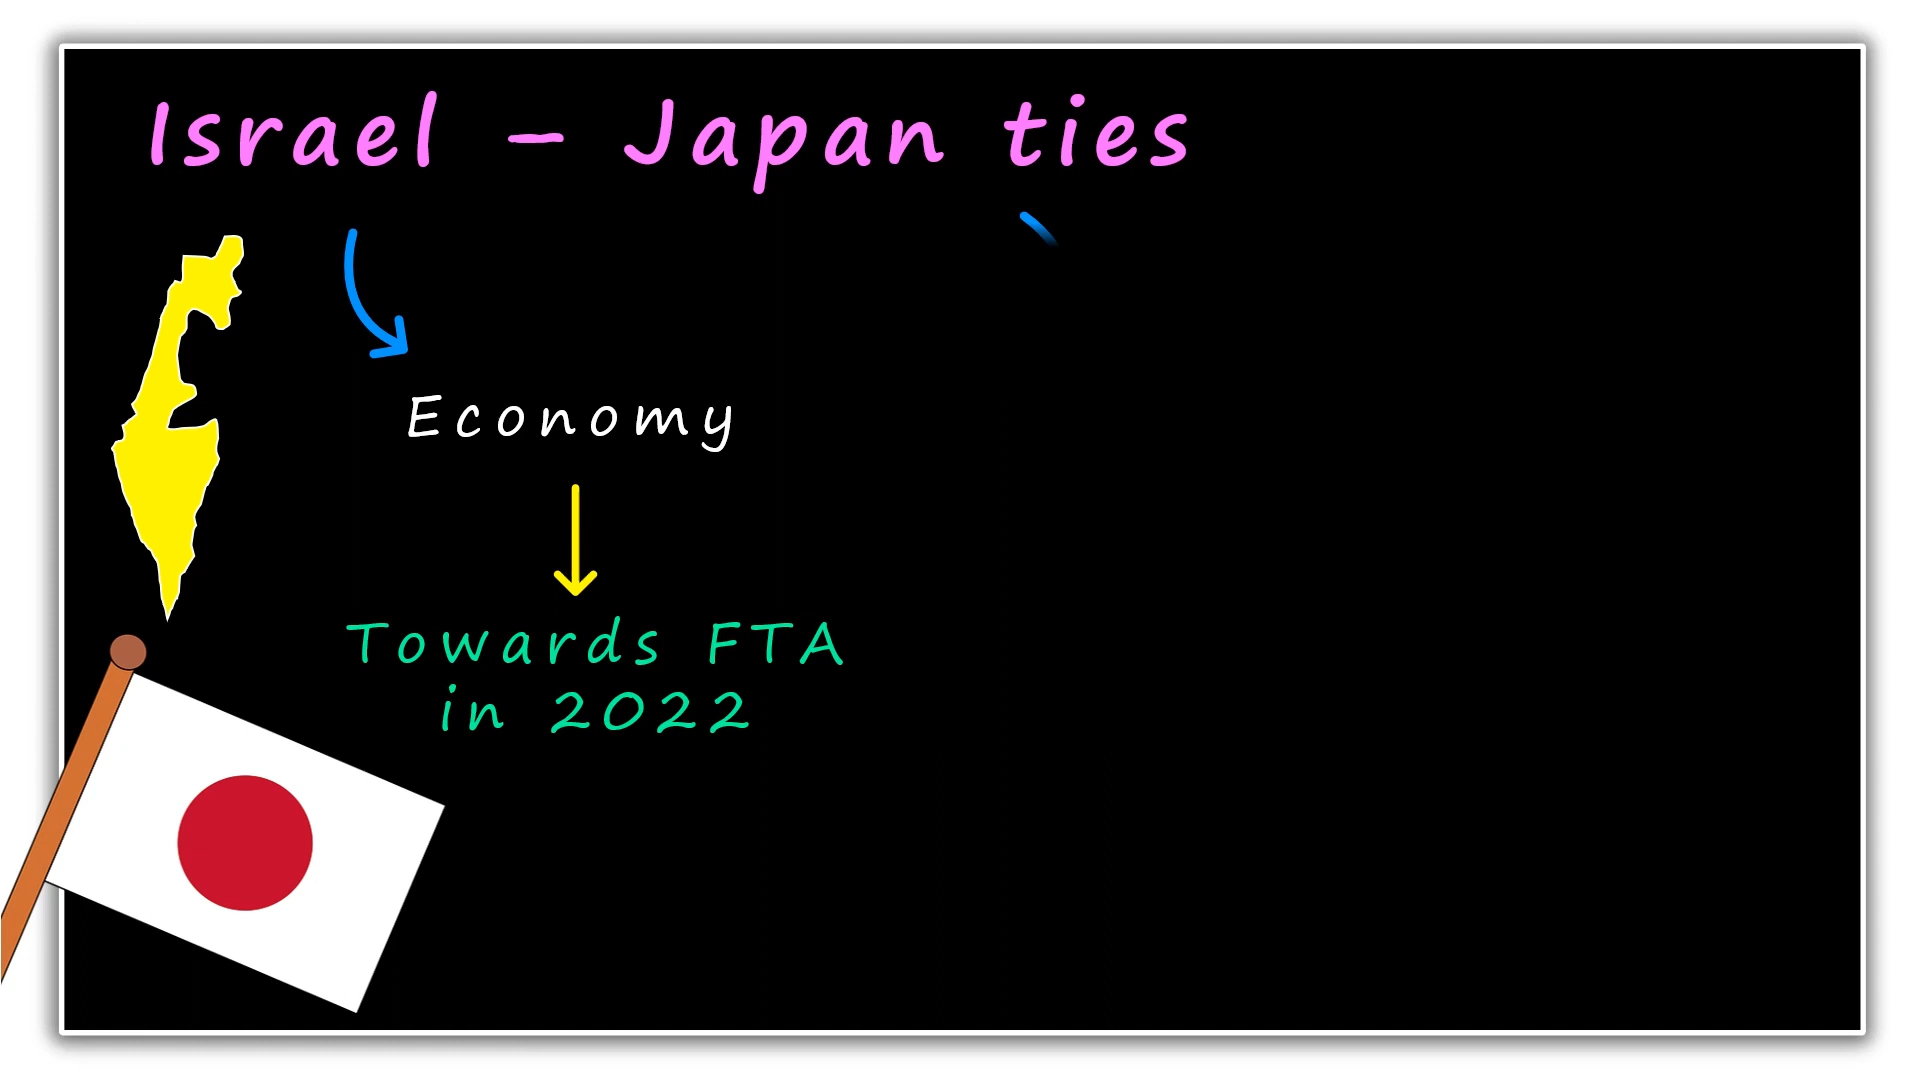 Israel – Japan ties
Economy
Towards FTA
in 2022